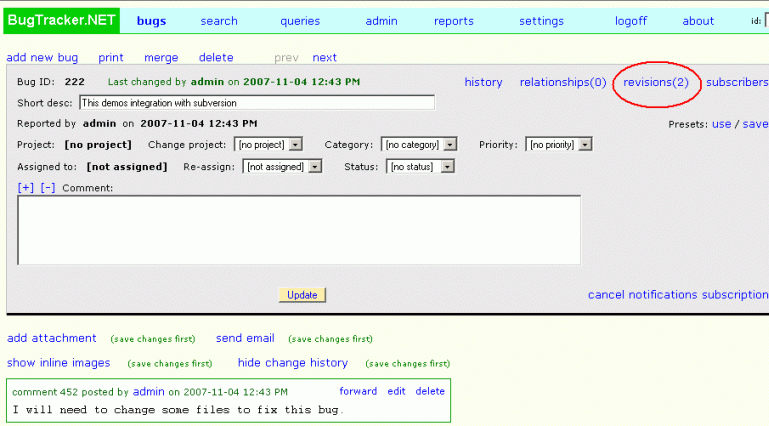 BugTracker.NET bugs search queries admin reports settings logoff about id:
add new bug print merge delete prev next
Bug ID: 222 Last changed by admin on 2007-11-04 12:43 PM history relationships(0) revisions(2) subscribers
Short desc: This demos integration with subversion
Reported by admin on 2007-11-04 12:43 PM Presets: use / save
Project: [no project] Change project: [no project] Category: [no category] Priority: [no priority]
Assigned to: [not assigned] Re-assign: [not assigned] Status: [no status]
[+] [-] Comment:
Update
cancel notifications subscription
add attachment (save changes first) send email (save changes first)
show inline images (save changes first) hide change history (save changes first)
comment 452 posted by admin on 2007-11-04 12:43 PM forward edit delete
I will need to change some files to fix this bug.